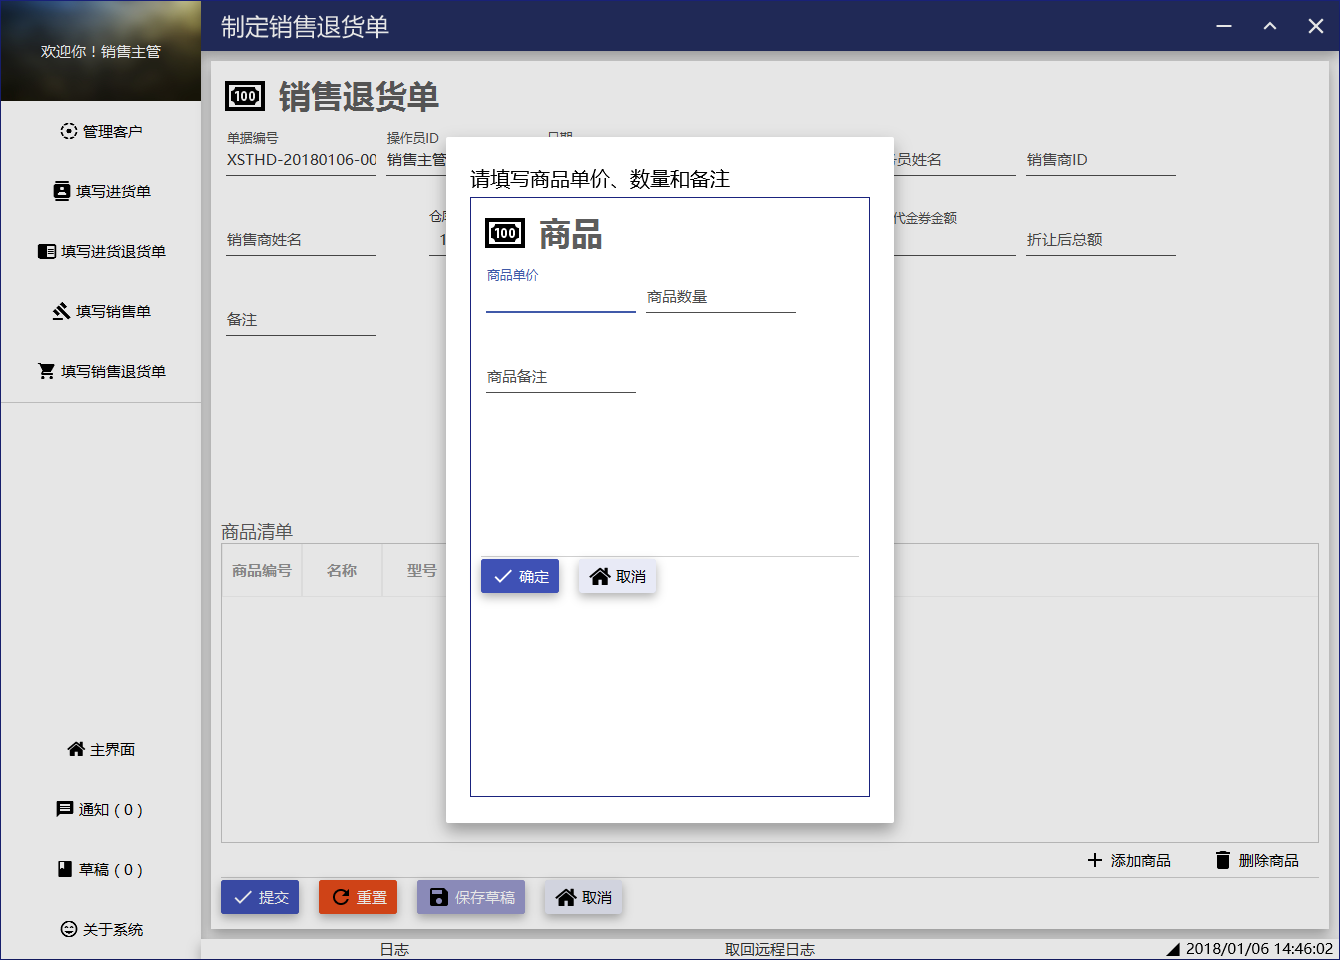 欢迎你！销售主管
制定销售退货单
管理客户
填写进货单
填写进货退货单
填写销售单
填写销售退货单
主界面
通知 ( 0 )
草稿 ( 0 )
关于系统
销售退货单
单据编号
操作员ID
日期
XSTHD-20180106-00
销售主管
员姓名
销售商ID
仓库
代金券金额
销售商姓名
1
折让后总额
备注
请填写商品单价、数量和备注
商品
商品单价
商品数量
商品备注
确定
取消
商品清单
商品编号
名称
型号
添加商品
删除商品
提交
重置
保存草稿
取消
日志
取回远程日志
2018/01/06 14:46:02